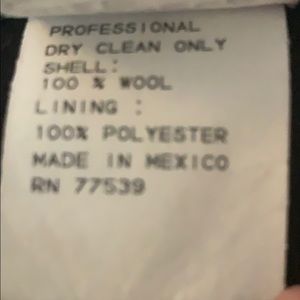 PROFESSIONAL
DRY CLEAN ONLY
SHELL:
100 % WOOL
LINING :
100% POLYESTER
MADE IN MEXICO
RN 77539